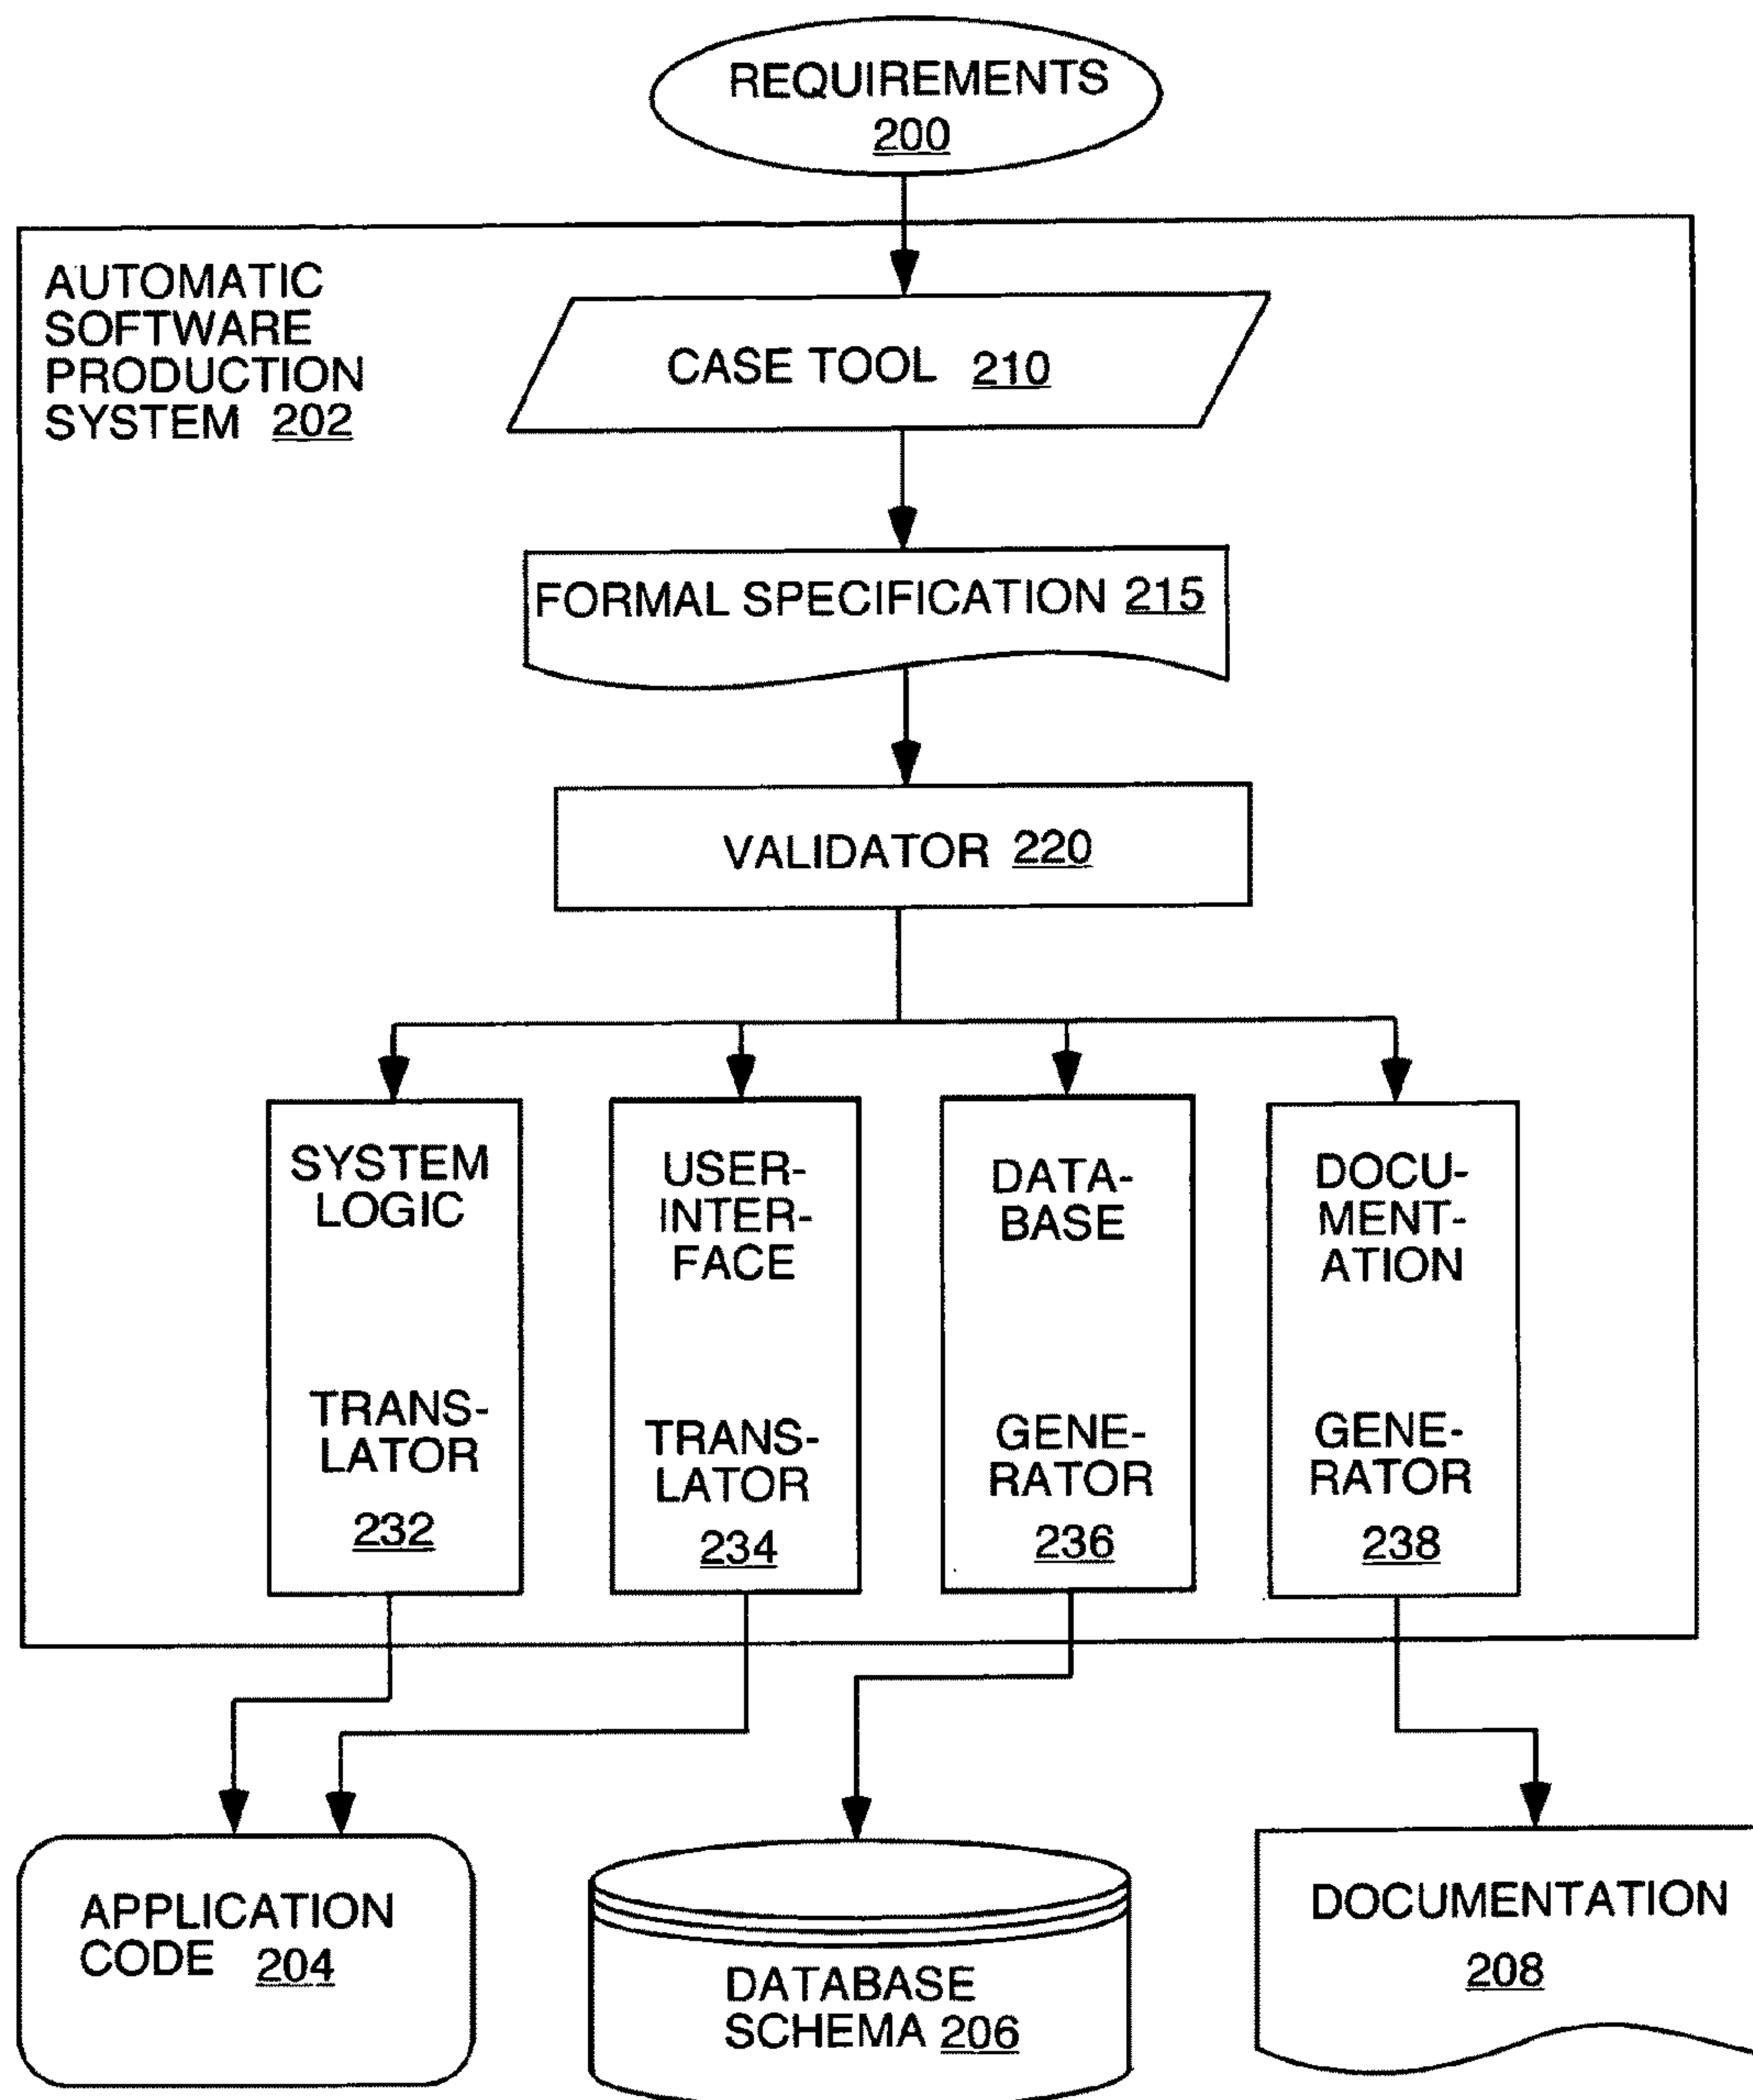 REQUIREMENTS
200
AUTOMATIC
SOFTWARE
PRODUCTION
SYSTEM 202
CASE TOOL 210
FORMAL SPECIFICATION 215
VALIDATOR 220
SYSTEM
LOGIC
TRANS-
LATOR
232
USER-
INTER-
FACE
TRANS-
LATOR
234
DATA-
BASE
GENE-
RATOR
236
DOCU-
MENT-
ATION
GENE-
RATOR
238
APPLICATION
CODE 204
DATABASE
SCHEMA 206
DOCUMENTATION
208